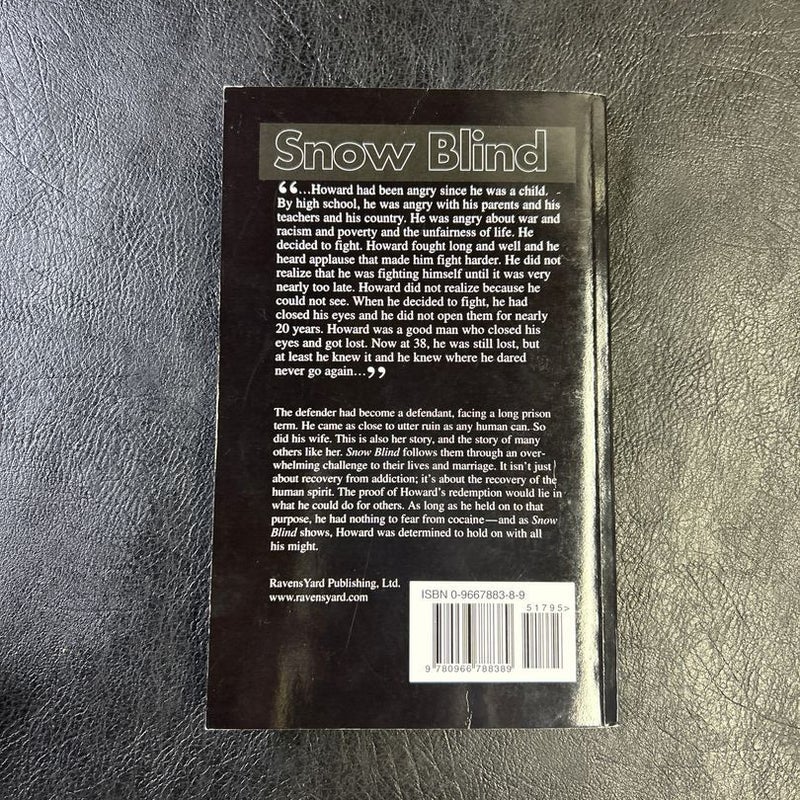 Snow Blind
“...Howard had been angry since he was a child.
By high school, he was angry with his parents and his
teachers and his country. He was angry about war and
racism and poverty and the unfairness of life. He
decided to fight. Howard fought long and well and he
heard applause that made him fight harder. He did not
realize that he was fighting himself until it was very
nearly too late. Howard did not realize because he
could not see. When he decided to fight, he had
closed his eyes and he did not open them for nearly
20 years. Howard was a good man who closed his
eyes and got lost. Now at 38, he was still lost, but
at least he knew it and he knew where he dared
never go again...”
The defender had become a defendant, facing a long prison
term. He came as close to utter ruin as any human can. So
did his wife. This is also her story, and the story of many
others like her. Snow Blind follows them through an over-
whelming challenge to their lives and marriage. It isn't just
about recovery from addiction; it's about the recovery of the
human spirit. The proof of Howard's redemption would lie in
what he could do for others. As long as he held on to that
purpose, he had nothing to fear from cocaine—and as Snow
Blind shows, Howard was determined to hold on with all
his might.
RavensYard Publishing, Ltd.
www.ravensyard.com
ISBN 0-9667883-8-9
51795>
9 780966 788389